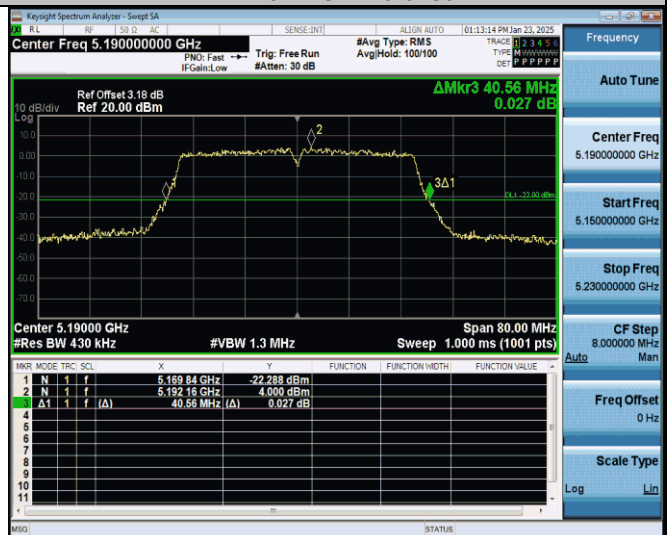 Keysight Spectrum Analyzer - Swept SA
RL RF 50 Ω AC SENSE:INT ALIGN AUTO 01:13:14 PM Jan 23, 2025
Center Freq 5.190000000 GHz #Avg Type: RMS TRACE 1 2 3 4 5 6
PNO: Fast Trig: Free Run Avg|Hold: 100/100 TYPE M
IFGain:Low #Atten: 30 dB DET P P P P P P
Ref Offset 3.18 dB ΔMkr3 40.56 MHz
10 dB/div Ref 20.00 dBm 0.027 dB
Log
10.0
0.00
-10.0
-20.0
-30.0
-40.0
-50.0
-60.0
-70.0
2
3Δ1
Center 5.19000 GHz Span 80.00 MHz
#Res BW 430 kHz #VBW 1.3 MHz Sweep 1.000 ms (1001 pts)
MKR MODE TRC SCL X Y FUNCTION FUNCTION WIDTH FUNCTION VALUE
1 N 1 f 5.169 84 GHz -22.288 dBm
2 N 1 f 5.192 16 GHz 4.000 dBm
3 Δ1 1 f (Δ) 40.56 MHz (Δ) 0.027 dB
4
5
6
7
8
9
10
11
MSG STATUS
Frequency
Auto Tune
Center Freq
5.190000000 GHz
Start Freq
5.150000000 GHz
Stop Freq
5.230000000 GHz
CF Step
8.000000 MHz
Auto Man
Freq Offset
0 Hz
Scale Type
Log Lin